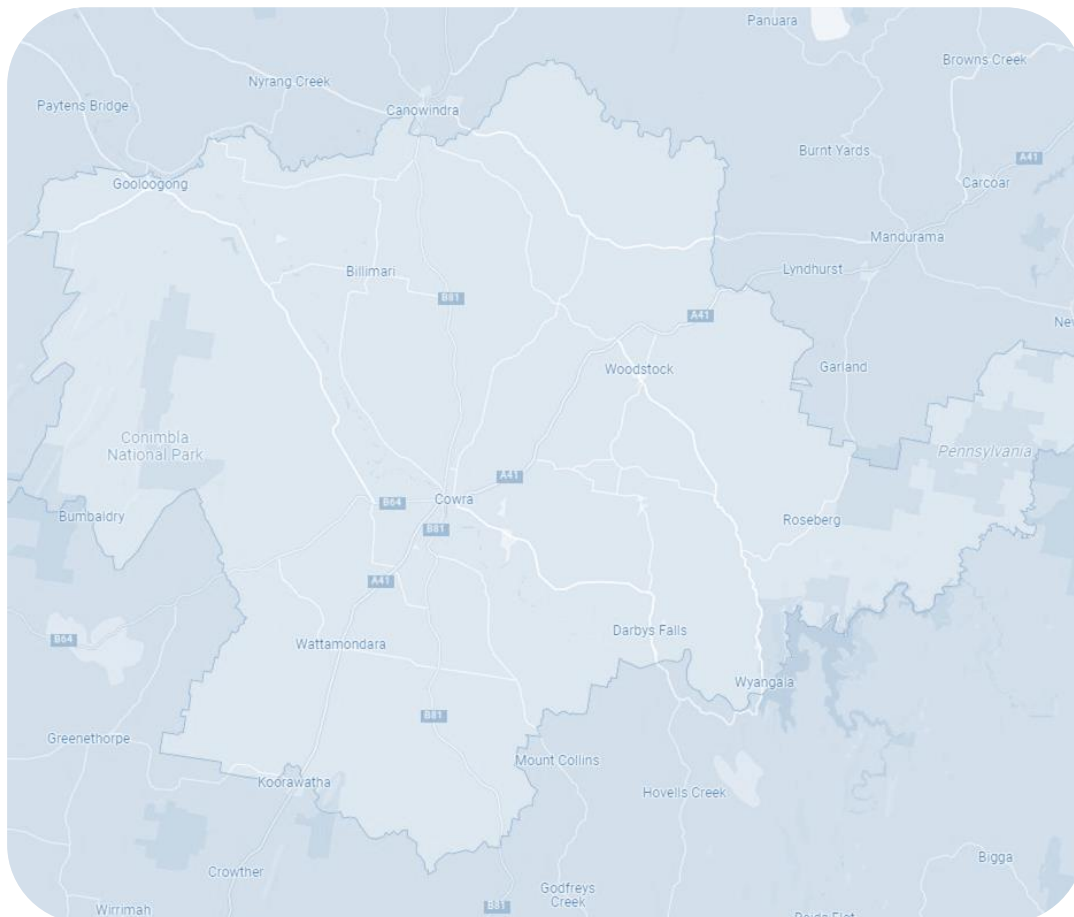 Panuara
Browns Creek
Nyrang Creek
Paytens Bridge
Canowindra
Burnt Yards
A41
Gooloogong
Carcoar
Mandurama
Lyndhurst
Billimari
B81
A41
Woodstock
Garland
Conimbla
National Park
Pennsylvania
A41
Cowra
B64
Bumbaldry
Roseberg
B81
A41
Darbys Falls
B64
Wattamondara
Wyangala
B81
Greenethorpe
Mount Collins
Koorawatha
Hovells Creek
Bigga
Crowther
Godfreys
Creek
B81
Wirrimah